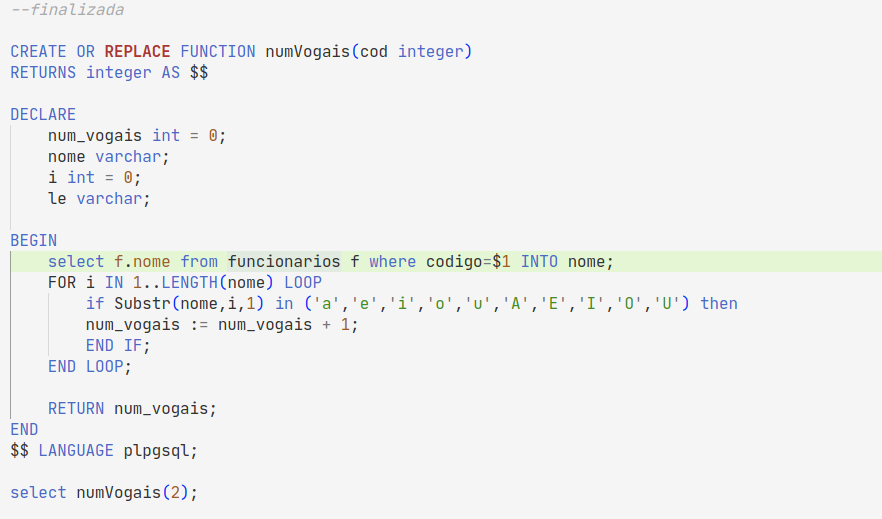 --finalizada
CREATE OR REPLACE FUNCTION numVogais(cod integer)
RETURNS integer AS $$
DECLARE
num_vogais int = 0;
nome varchar;
i int = 0;
le varchar;
BEGIN
select f.nome from funcionarios f where codigo=$1 INTO nome;
FOR i IN 1..LENGTH(nome) LOOP
if Substr(nome,i,1) in ('a','e','i','o','u','A','E','I','O','U') then
num_vogais := num_vogais + 1;
END IF;
END LOOP;
RETURN num_vogais;
END
$$ LANGUAGE plpgsql;
select numVogais(2);